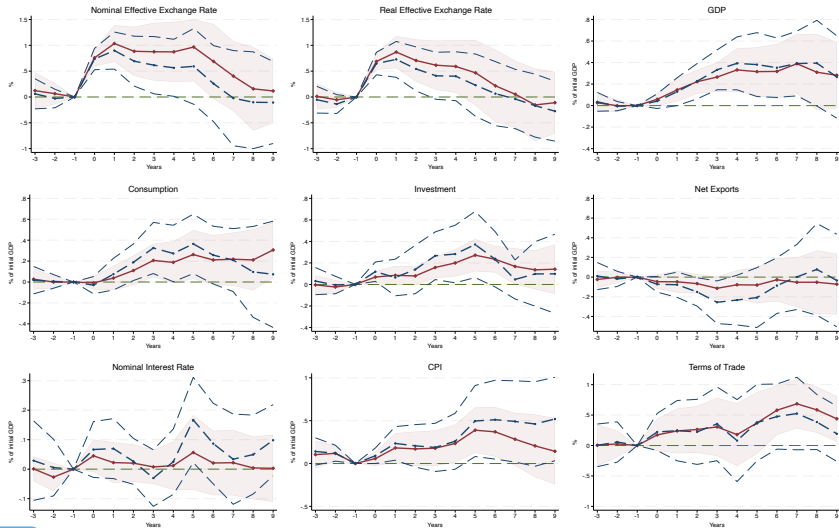 Nominal Effective Exchange Rate
%
1.5
1
.5
0
-.5
-1
-3 -2 -1 0 1 2 3 4 5 6 7 8 9
Years
Real Effective Exchange Rate
%
1.5
1
.5
0
-.5
-1
-3 -2 -1 0 1 2 3 4 5 6 7 8 9
Years
GDP
% of initial GDP
.8
.6
.4
.2
0
-.2
-.4
-3 -2 -1 0 1 2 3 4 5 6 7 8 9
Years
Consumption
% of initial GDP
.8
.6
.4
.2
0
.2
-.4
-3 -2 -1 0 1 2 3 4 5 6 7 8 9
Years
Investment
% of initial GDP
.8
.6
.4
.2
0
-.2
-.4
-3 -2 -1 0 1 2 3 4 5 6 7 8 9
Years
Net Exports
% of initial GDP
.8
.6
.4
.2
0
-.2
-.4
-3 -2 -1 0 1 2 3 4 5 6 7 8 9
Years
Nominal Interest Rate
% of initial GDP
.3
.2
.1
0
.1
-3 -2 -1 0 1 2 3 4 5 6 7 8 9
Years
CPI
% of initial GDP
1
.5
0
-.5
-3 -2 -1 0 1 2 3 4 5 6 7 8 9
Years
Terms of Trade
%
1
.5
0
-.5
-1
-3 -2 -1 0 1 2 3 4 5 6 7 8 9
Years